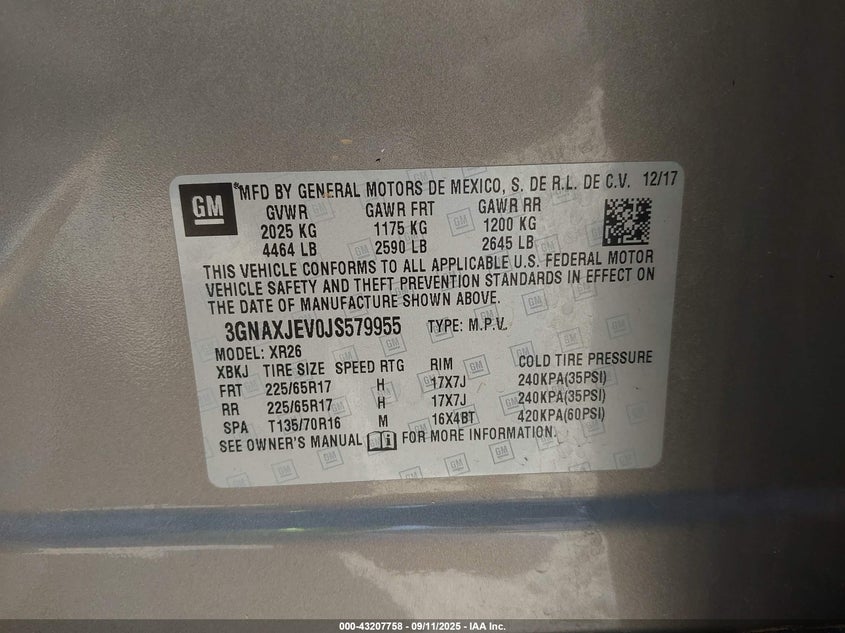 GM
MFD BY GENERAL MOTORS DE MEXICO, S. DE R.L. DE C.V. 12/17
GVWR GAWR FRT GAWR RR
2025 KG 1175 KG 1200 KG
4464 LB 2590 LB 2645 LB
THIS VEHICLE CONFORMS TO ALL APPLICABLE U.S. FEDERAL MOTOR
VEHICLE SAFETY AND THEFT PREVENTION STANDARDS IN EFFECT ON
THE DATE OF MANUFACTURE SHOWN ABOVE.
3GNAXJEV0JS579955 TYPE: M.P.V.
MODEL: XR26
XBKJ TIRE SIZE SPEED RTG RIM COLD TIRE PRESSURE
FRT 225/65R17 H 17X7J 240KPA(35PSI)
RR 225/65R17 H 17X7J 240KPA(35PSI)
SPA T135/70R16 M 16X4BT 420KPA(60PSI)
SEE OWNER'S MANUAL FOR MORE INFORMATION.
000-43207758 - 09/11/2025 - IAA Inc.